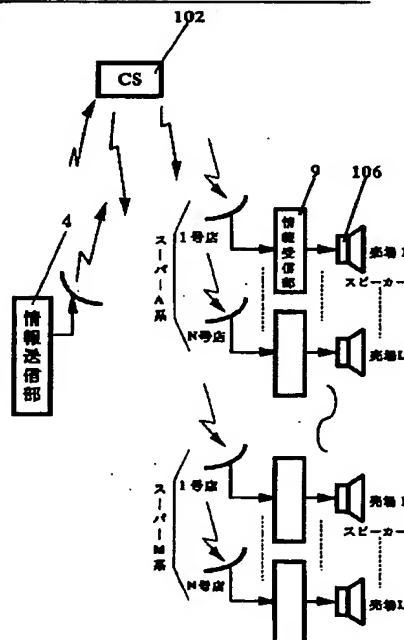 102
CS
4
情報送信部
スーパーA系
1号店
N号店
9
情報受信部
106
売場1
スピーカー
売場L
スーパーM系
1号店
N号店
売場1
スピーカー
売場L